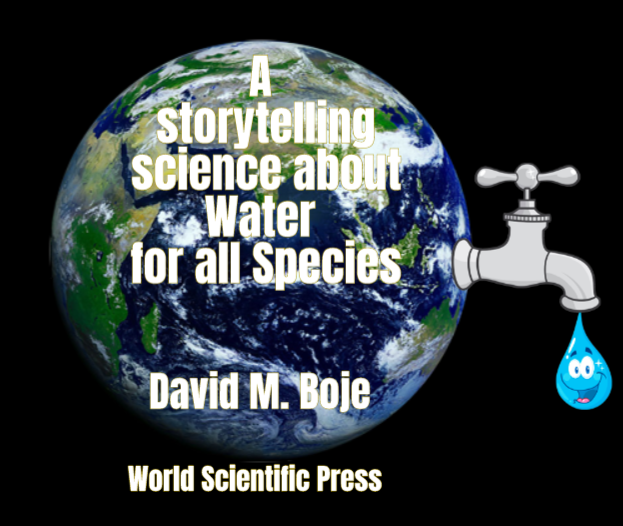 A
storytelling
science about
Water
for all Species
David M. Boje
World Scientific Press